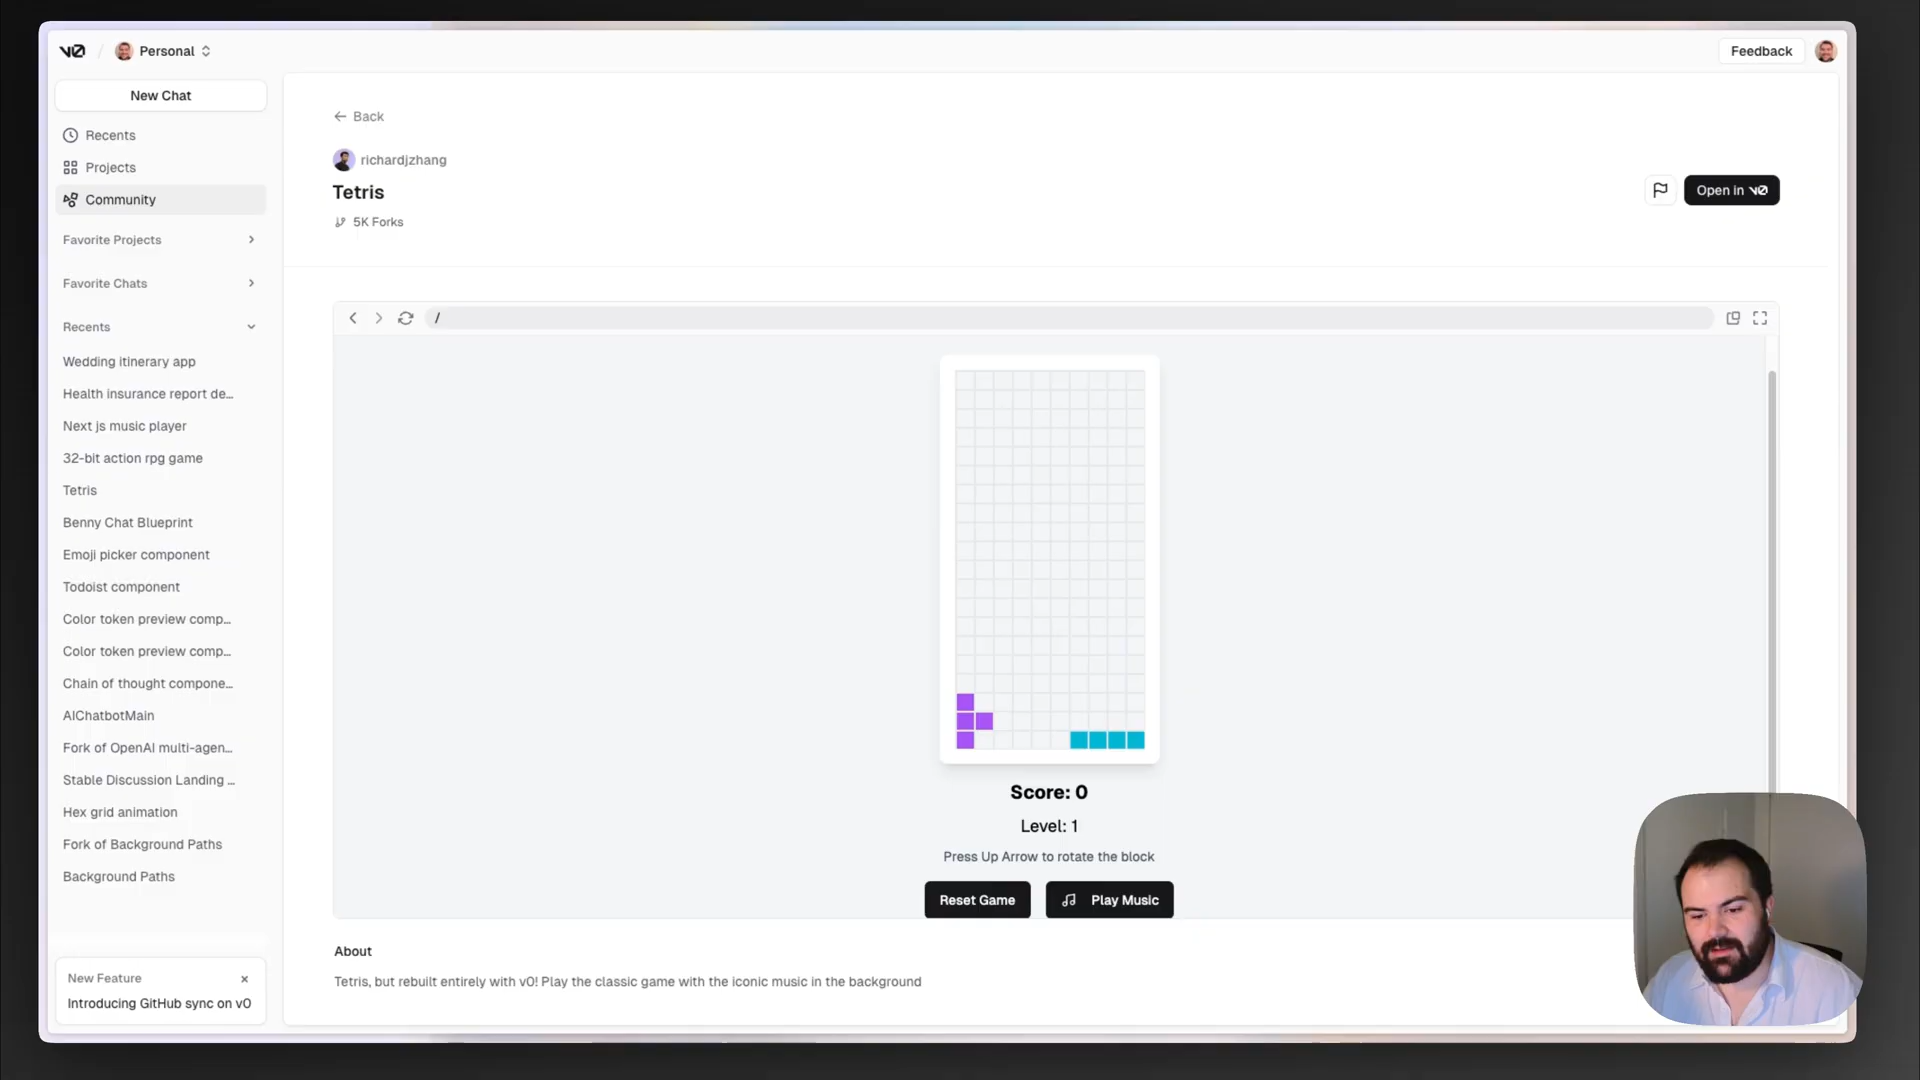 v0 / Personal
Feedback
New Chat
Recents
Projects
Community
Favorite Projects
Favorite Chats
Recents
Wedding itinerary app
Health insurance report de...
Next js music player
32-bit action rpg game
Tetris
Benny Chat Blueprint
Emoji picker component
Todoist component
Color token preview comp...
Color token preview comp...
Chain of thought compone...
AIChatbotMain
Fork of OpenAI multi-agen...
Stable Discussion Landing ...
Hex grid animation
Fork of Background Paths
Background Paths
New Feature
Introducing GitHub sync on v0
Back
richardjzhang
Tetris
5K Forks
Open in v0
/
Score: 0
Level: 1
Press Up Arrow to rotate the block
Reset Game
Play Music
About
Tetris, but rebuilt entirely with v0! Play the classic game with the iconic music in the background